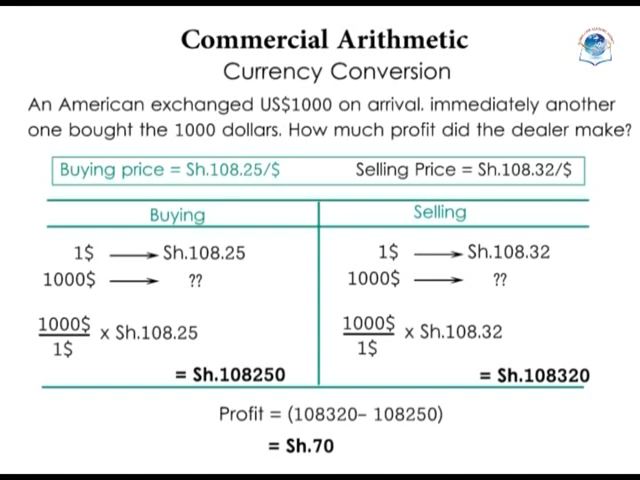 Commercial Arithmetic
Currency Conversion
An American exchanged US$1000 on arrival. immediately another
one bought the 1000 dollars. How much profit did the dealer make?
Buying price = Sh.108.25/$ Selling Price = Sh.108.32/$
Buying Selling
1$ → Sh.108.25
1000$ → ??
1000$
1$
x Sh.108.25
= Sh.108250
1$ → Sh.108.32
1000$ → ??
1000$
1$
x Sh.108.32
= Sh.108320
Profit = (108320– 108250)
= Sh.70